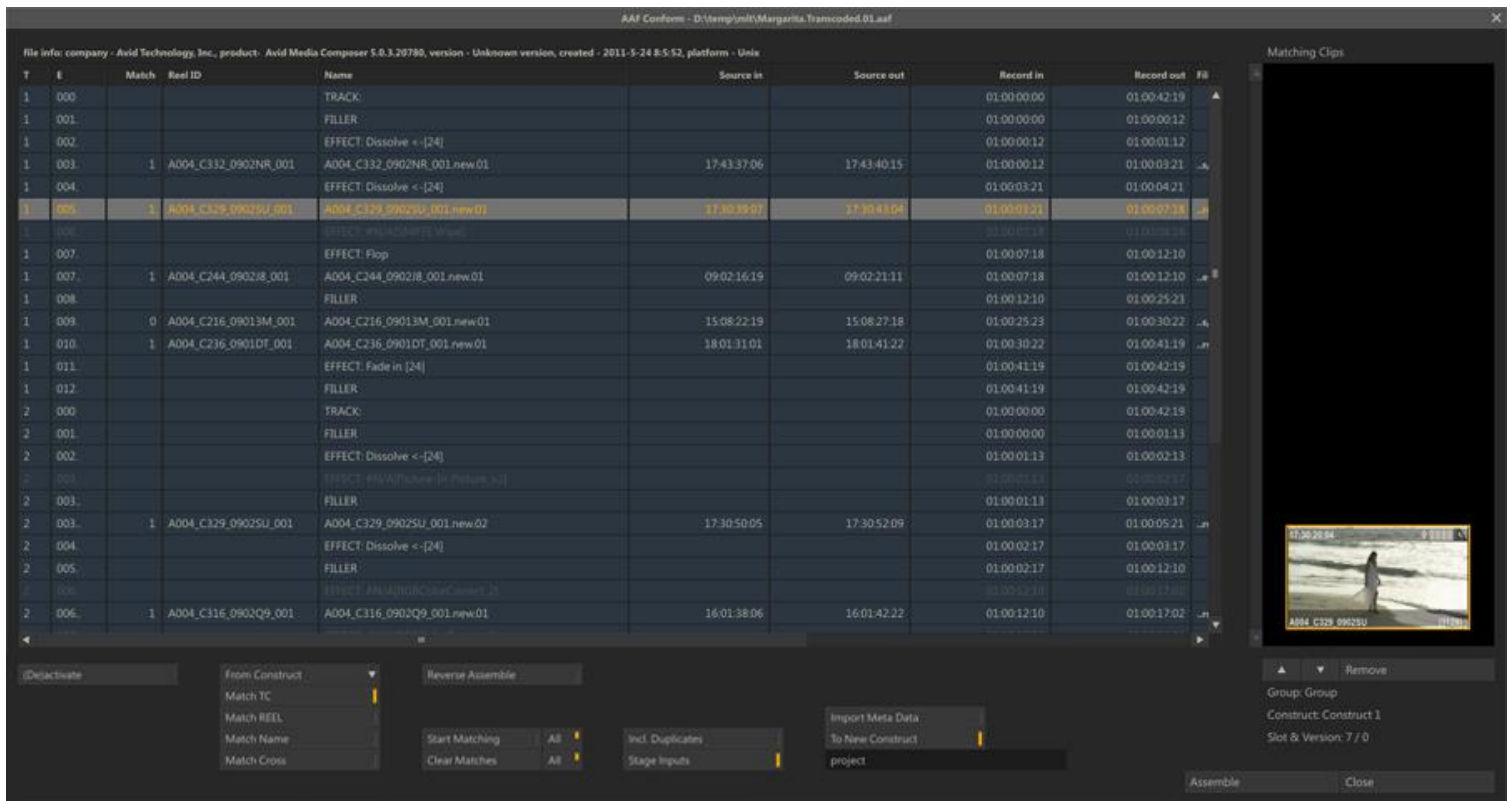 AAF Conform - D:\temp\mlt\Margarita.Transcoded.01.aaf
file info: company - Avid Technology, Inc., product- Avid Media Composer 5.0.3.20780, version - Unknown version, created - 2011-5-24 8:5:52, platform - Unix
Matching Clips
T E Match Reel ID Name Source in Source out Record in Record out Fil
1 000 TRACK: 01:00:00:00 01:00:42:19
1 001. FILLER 01:00:00:00 01:00:00:12
1 002. EFFECT: Dissolve <-[24] 01:00:00:12 01:00:01:12
1 003. 1 A004_C332_0902NR_001 A004_C332_0902NR_001.new.01 17:43:37:06 17:43:40:15 01:00:00:12 01:00:03:21
1 004. EFFECT: Dissolve <-[24] 01:00:03:21 01:00:04:21
1 005. 1 A004_C329_0902SU_001 A004_C329_0902SU_001.new.01 17:30:39:07 17:30:43:04 01:00:03:21 01:00:07:18
1 006.
1 007. EFFECT: Flop 01:00:07:18 01:00:12:10
1 007.. 1 A004_C244_0902J8_001 A004_C244_0902J8_001.new.01 09:02:16:19 09:02:21:11 01:00:07:18 01:00:12:10
1 008. FILLER 01:00:12:10 01:00:25:23
1 009. 0 A004_C216_09013M_001 A004_C216_09013M_001.new.01 15:08:22:19 15:08:27:18 01:00:25:23 01:00:30:22
1 010. 1 A004_C236_0901DT_001 A004_C236_0901DT_001.new.01 18:01:31:01 18:01:41:22 01:00:30:22 01:00:41:19
1 011. EFFECT: Fade in [24] 01:00:41:19 01:00:42:19
1 012. FILLER 01:00:41:19 01:00:42:19
2 000 TRACK: 01:00:00:00 01:00:42:19
2 001. FILLER 01:00:00:00 01:00:01:13
2 002. EFFECT: Dissolve <-[24] 01:00:01:13 01:00:02:13
2 003.. FILLER 01:00:01:13 01:00:03:17
2 003... 1 A004_C329_0902SU_001 A004_C329_0902SU_001.new.02 17:30:50:05 17:30:52:09 01:00:03:17 01:00:05:21
2 004. EFFECT: Dissolve <-[24] 01:00:02:17 01:00:03:17
2 005. FILLER 01:00:02:17 01:00:12:10
2 006.. 1 A004_C316_0902Q9_001 A004_C316_0902Q9_001.new.01 16:01:38:06 16:01:42:22 01:00:12:10 01:00:17:02
17:30:20:04
A004_C329_0902SU
(De)activate From Construct Reverse Assemble
Match TC
Match REEL
Match Name
Match Cross
Start Matching All
Clear Matches All
Incl. Duplicates
Stage Inputs
Import Meta Data
To New Construct
project
Remove
Group: Group
Construct: Construct 1
Slot & Version: 7 / 0
Assemble Close